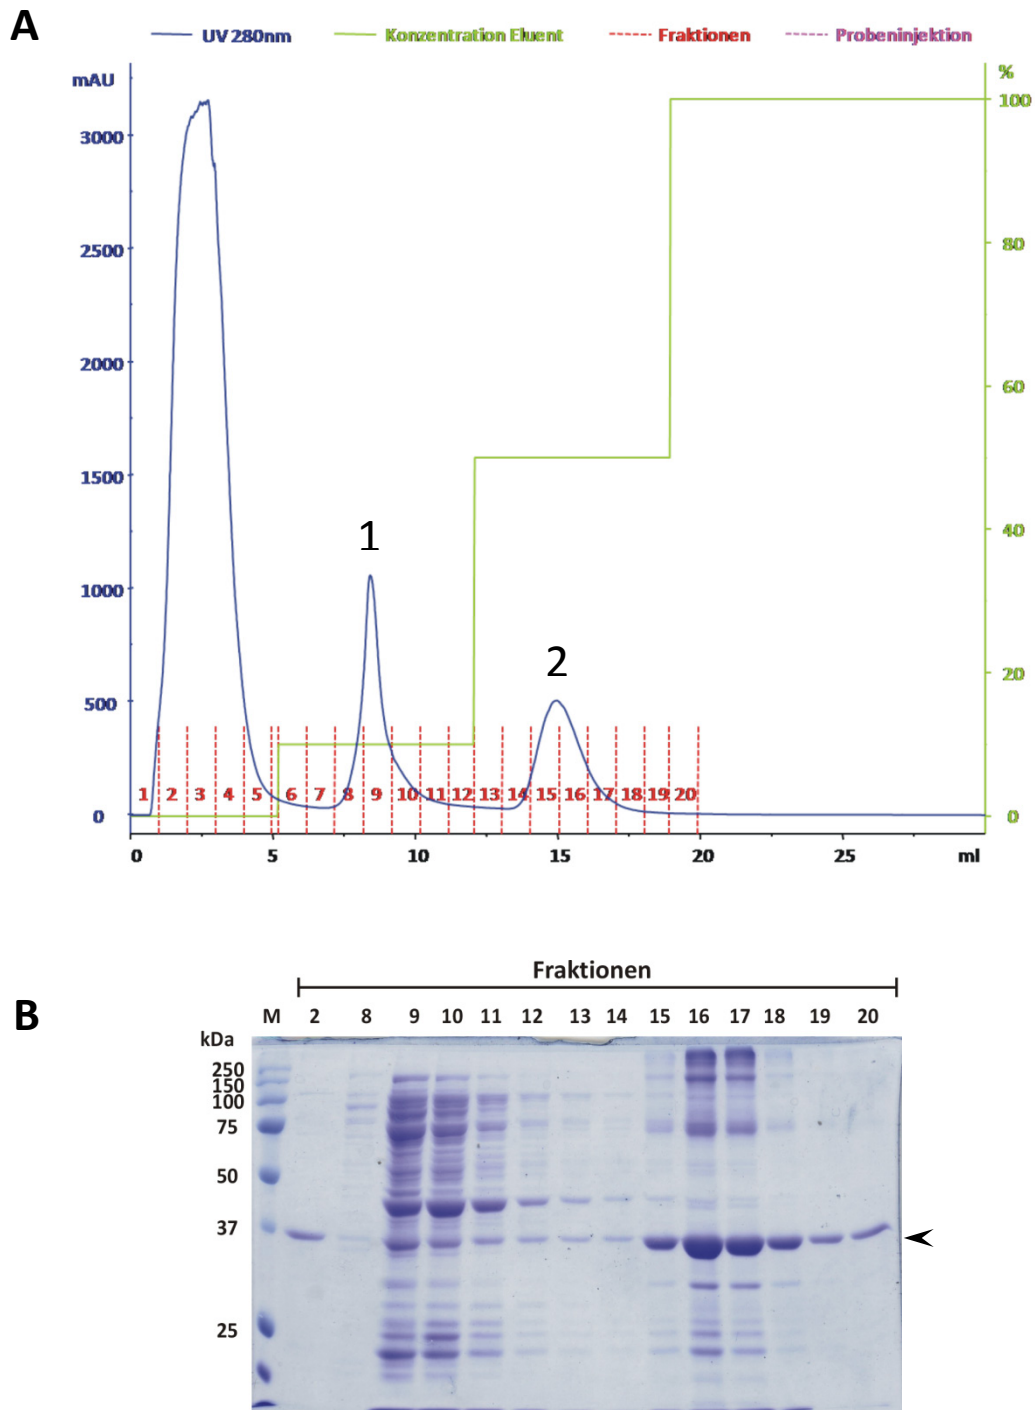 A
UV 280nm Konzentration Eluent Fraktionen Probeninjektion
mAU %
3000
2500
2000
1500
1000
500
0
100
80
60
40
20
0
1
2
1 2 3 4 5 6 7 8 9 10 11 12 13 14 15 16 17 18 19 20
0 5 10 15 20 25 ml
Fraktionen
B
M 2 8 9 10 11 12 13 14 15 16 17 18 19 20
kDa
250
150
100
75
50
37
25